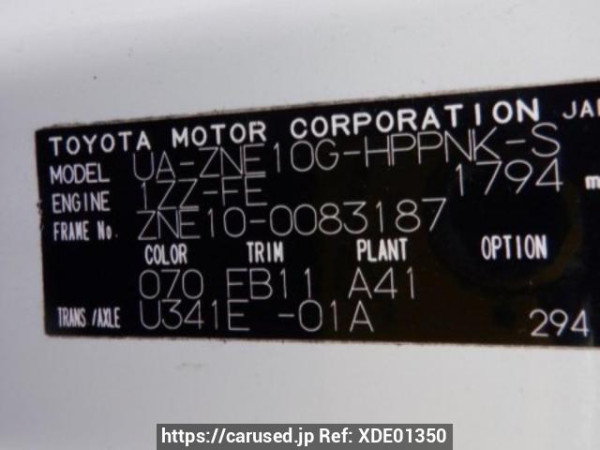 TOYOTA MOTOR CORPORATION JA
MODEL UA-ZNE10G-HPPNK-S
ENGINE 1ZZ-FE 1794 m
FRAME No. ZNE10-0083187
COLOR TRIM PLANT OPTION
070 FB11 A41
TRANS/AXLE U341E -01A 294
https://carused.jp Ref: XDE01350